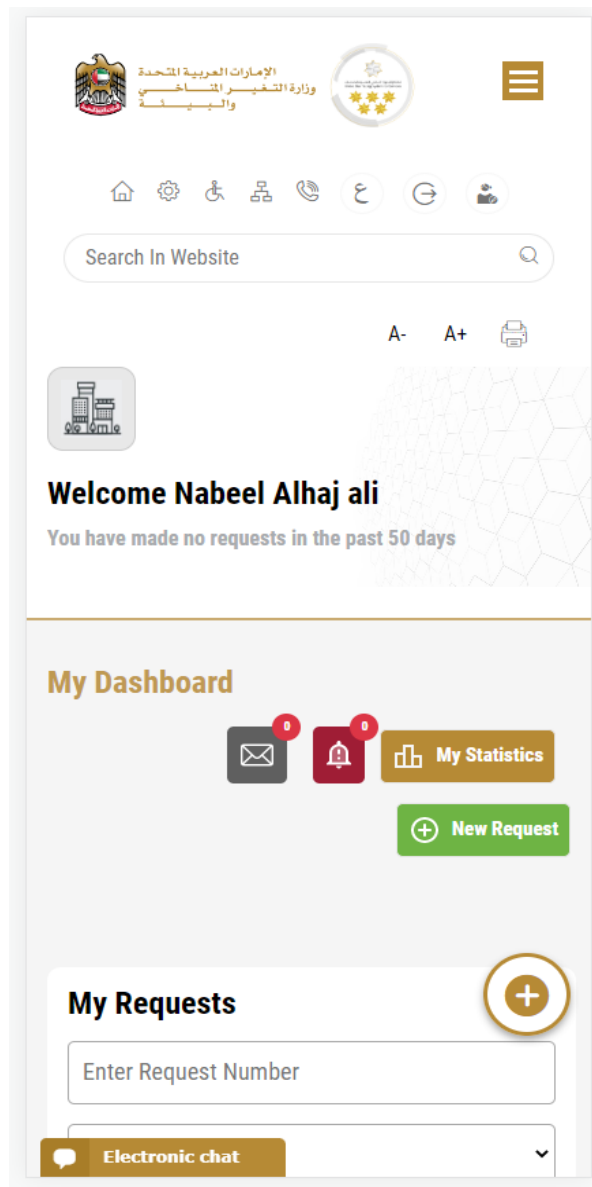 الإمارات العربية المتحدة
وزارة التغيير المناخي
والبيئة
ع
Search In Website
A- A+
Welcome Nabeel Alhaj ali
You have made no requests in the past 50 days
My Dashboard
0 0
My Statistics
New Request
My Requests
Enter Request Number
Electronic chat